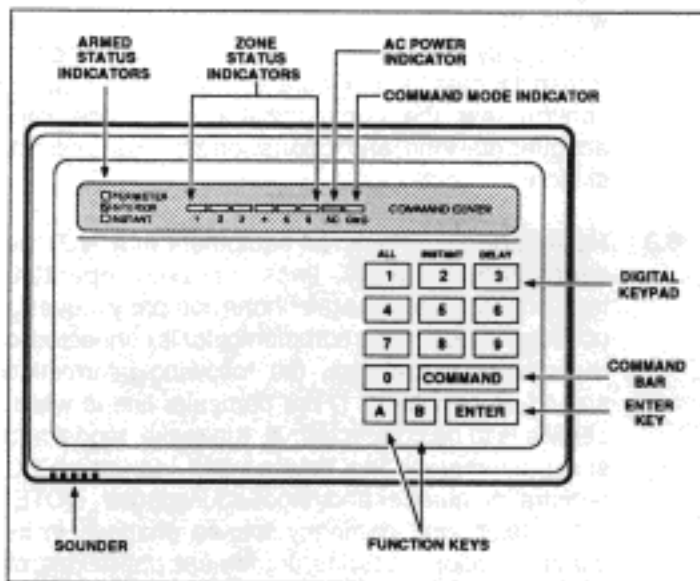 ARMED
STATUS
INDICATORS
ZONE
STATUS
INDICATORS
AC POWER
INDICATOR
COMMAND MODE INDICATOR
PERIMETER
INTERIOR
INSTANT
1 2 3 4 5 6 AC CMD
COMMAND CENTER
ALL INSTANT DELAY
1 2 3
4 5 6
7 8 9
0 COMMAND
A B ENTER
DIGITAL
KEYPAD
COMMAND
BAR
ENTER
KEY
SOUNDER
FUNCTION KEYS